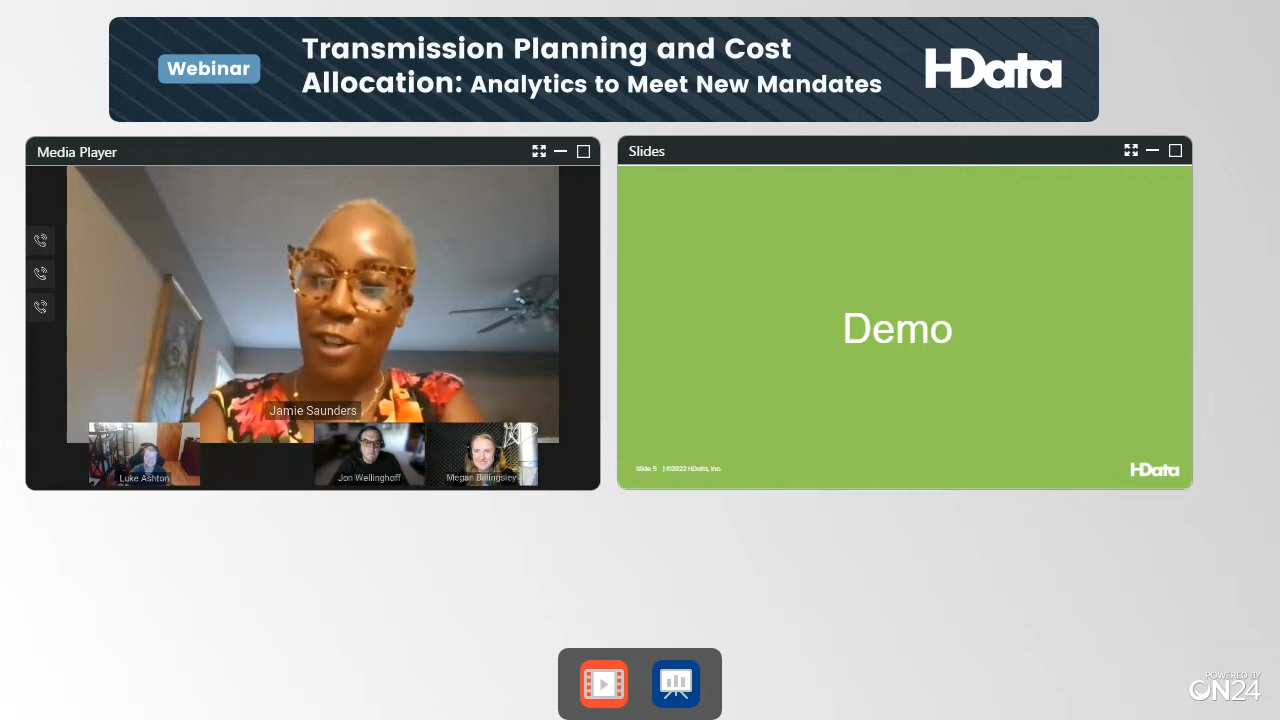 Webinar
Transmission Planning and Cost
Allocation: Analytics to Meet New Mandates
HData
Media Player
Jamie Saunders
Luke Ashton
Jon Wellinghoff
Megan Billingsley
Slides
Demo
Slide 5 | ©2022 HData, Inc.
HData
POWERED BY
ON24